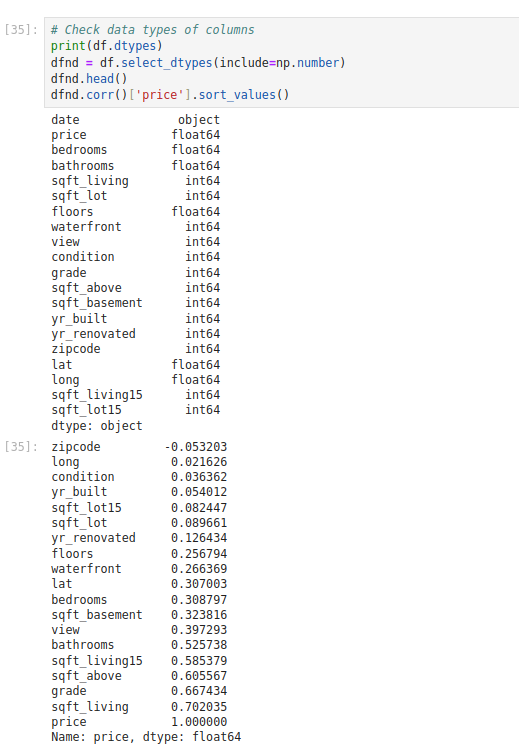 [35]: # Check data types of columns
print(df.dtypes)
dfnd = df.select_dtypes(include=np.number)
dfnd.head()
dfnd.corr()['price'].sort_values()
date object
price float64
bedrooms float64
bathrooms float64
sqft_living int64
sqft_lot int64
floors float64
waterfront int64
view int64
condition int64
grade int64
sqft_above int64
sqft_basement int64
yr_built int64
yr_renovated int64
zipcode int64
lat float64
long float64
sqft_living15 int64
sqft_lot15 int64
dtype: object
[35]: zipcode -0.053203
long 0.021626
condition 0.036362
yr_built 0.054012
sqft_lot15 0.082447
sqft_lot 0.089661
yr_renovated 0.126434
floors 0.256794
waterfront 0.266369
lat 0.307003
bedrooms 0.308797
sqft_basement 0.323816
view 0.397293
bathrooms 0.525738
sqft_living15 0.585379
sqft_above 0.605567
grade 0.667434
sqft_living 0.702035
price 1.000000
Name: price, dtype: float64